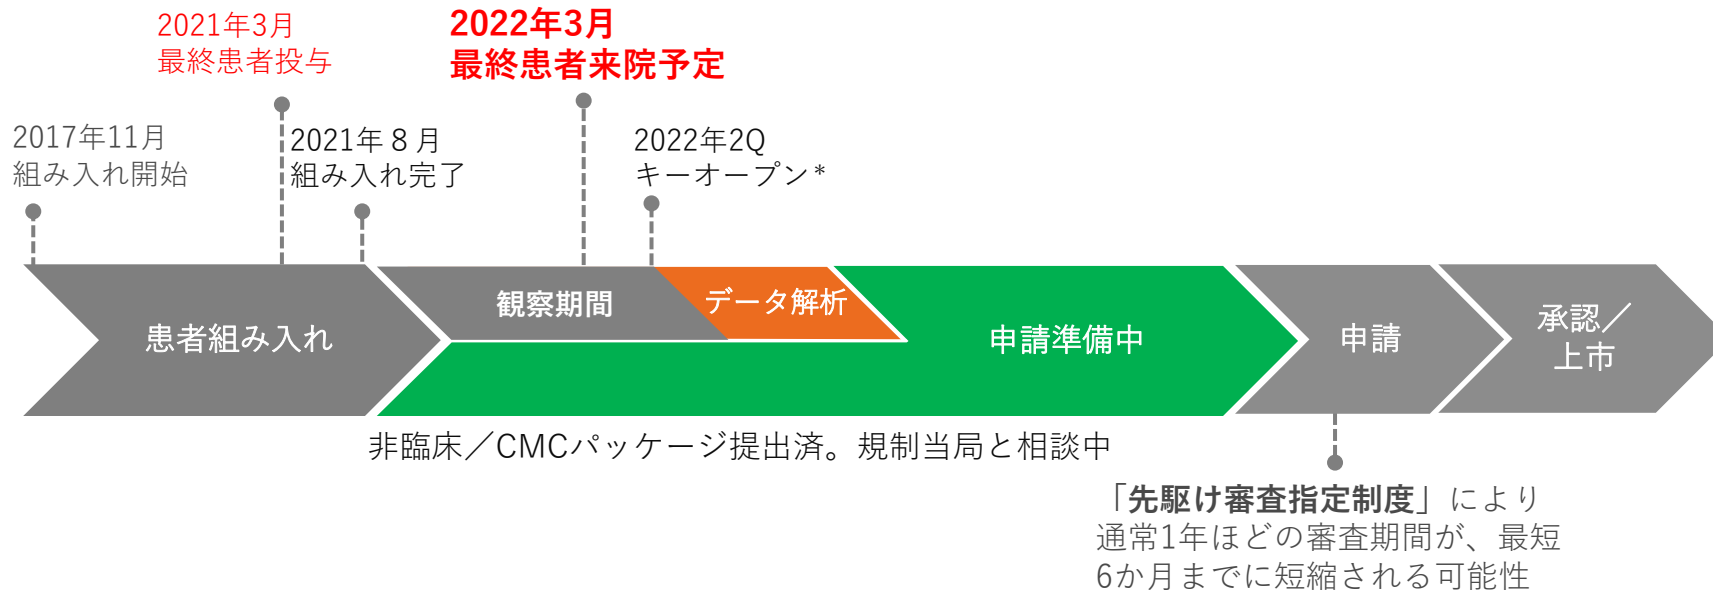 2021年3月
最終患者投与
2022年3月
最終患者来院予定
2017年11月
組み入れ開始
2021年８月
組み入れ完了
2022年2Q
キーオープン*
患者組み入れ
観察期間
データ解析
申請準備中
申請
承認／
上市
非臨床／CMCパッケージ提出済。規制当局と相談中
「先駆け審査指定制度」により
通常1年ほどの審査期間が、最短
6か月までに短縮される可能性